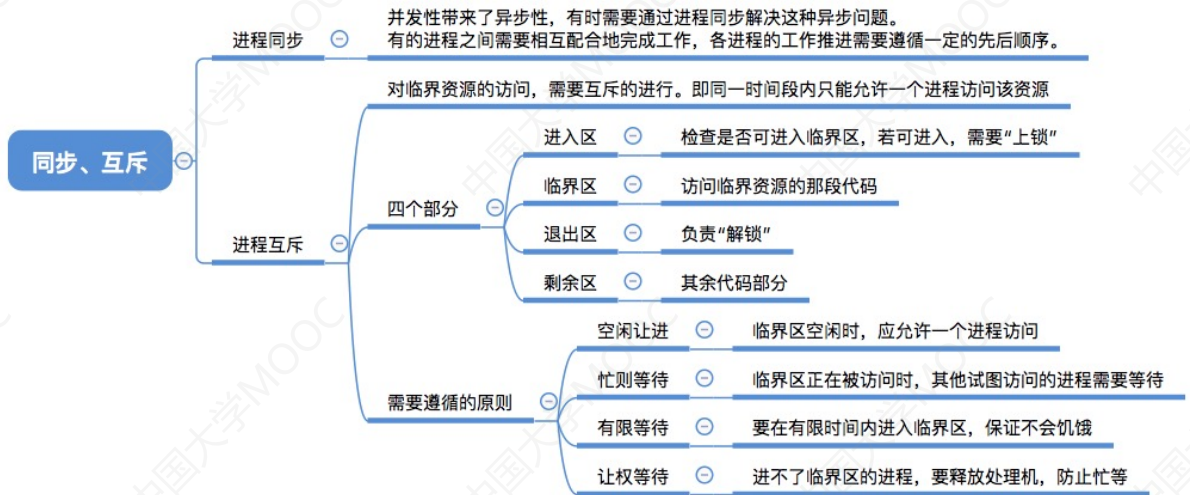 同步、互斥
进程同步
并发性带来了异步性，有时需要通过进程同步解决这种异步问题。
有的进程之间需要相互配合地完成工作，各进程的工作推进需要遵循一定的先后顺序。
进程互斥
对临界资源的访问，需要互斥的进行。即同一时间段内只能允许一个进程访问该资源
四个部分
进入区
检查是否可进入临界区，若可进入，需要“上锁”
临界区
访问临界资源的那段代码
退出区
负责“解锁”
剩余区
其余代码部分
需要遵循的原则
空闲让进
临界区空闲时，应允许一个进程访问
忙则等待
临界区正在被访问时，其他试图访问的进程需要等待
有限等待
要在有限时间内进入临界区，保证不会饥饿
让权等待
进不了临界区的进程，要释放处理机，防止忙等
中国大学MOOC